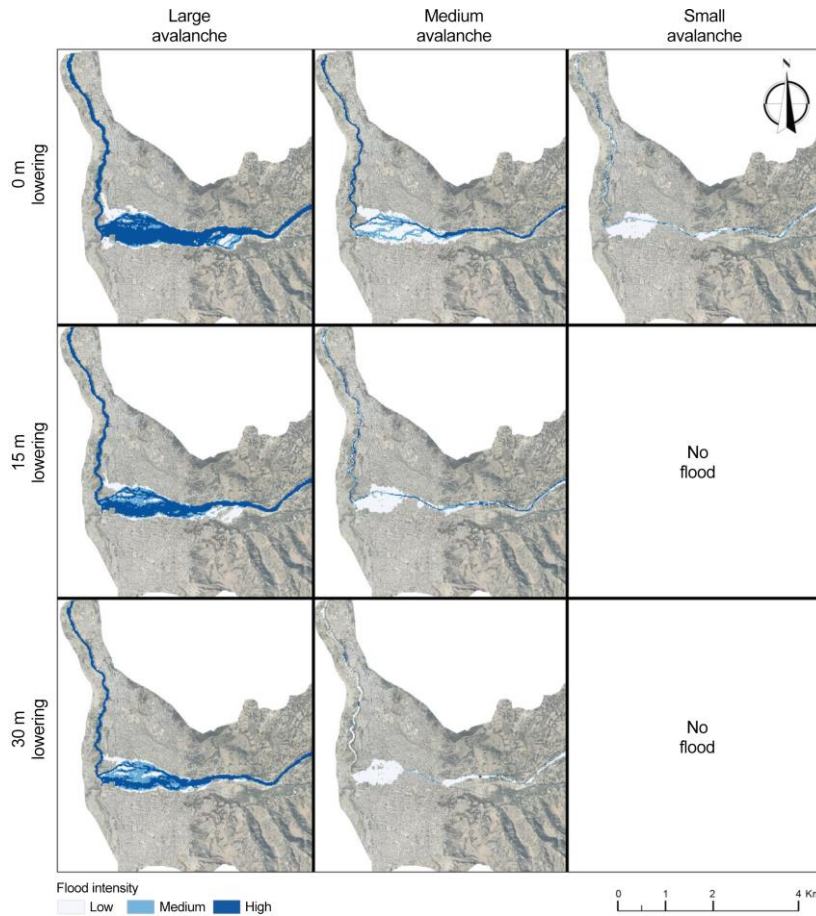 Large
avalanche
Medium
avalanche
Small
avalanche
N
0 m
lowering
15 m
lowering
No
flood
30 m
lowering
No
flood
Flood intensity
Low
Medium
High
0 1 2 4 Km